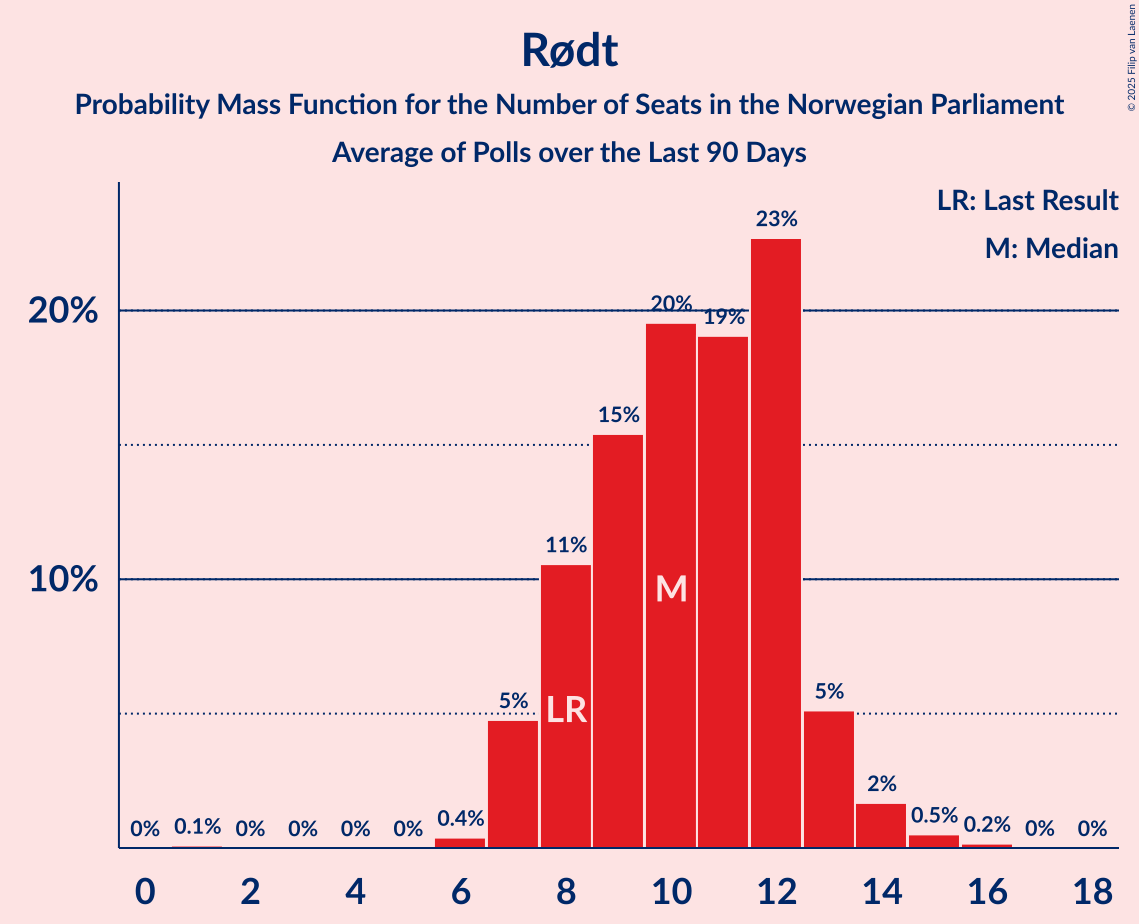 Rødt
Probability Mass Function for the Number of Seats in the Norwegian Parliament
Average of Polls over the Last 90 Days
© 2025 Filip van Laenen
LR: Last Result
M: Median
20%
10%
0%
0.1%
0%
0%
0%
0%
0.4%
5%
11%
15%
20%
19%
23%
5%
2%
0.5%
0.2%
0%
0%
LR
M
0 2 4 6 8 10 12 14 16 18